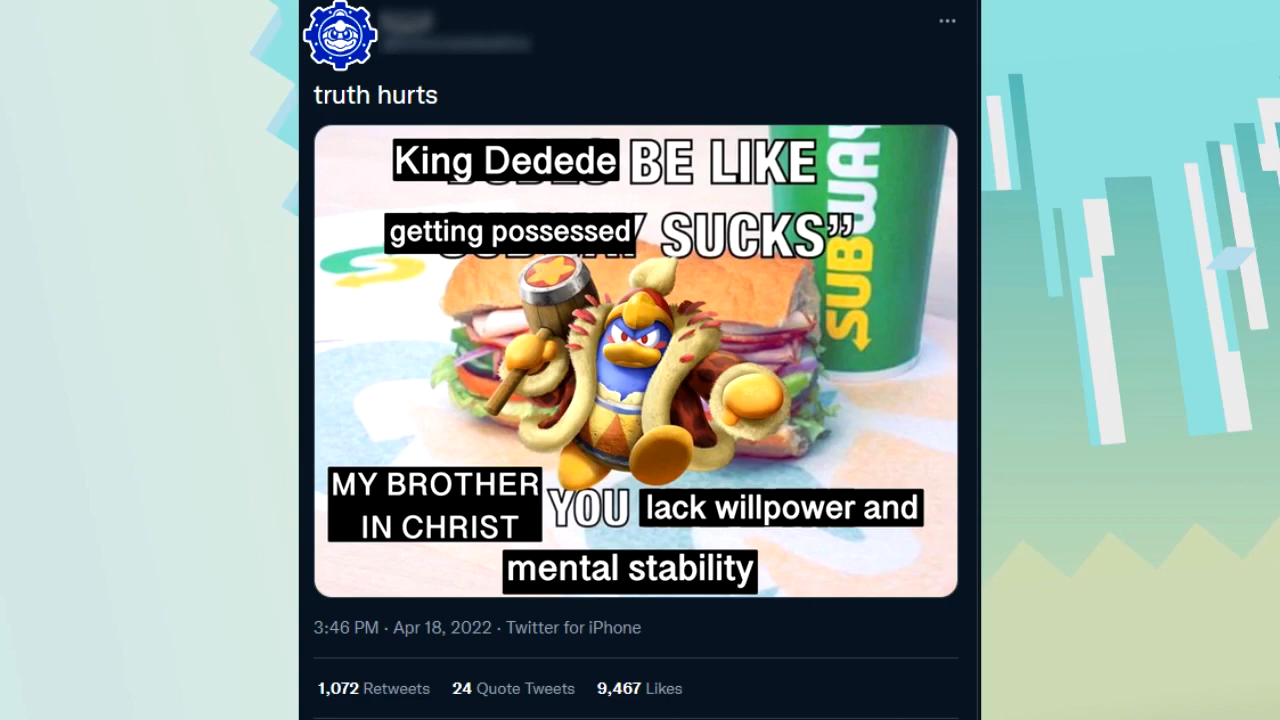 truth hurts
King Dedede BE LIKE
getting possessed SUCKS”
SUBWAY
MY BROTHER
IN CHRIST
YOU lack willpower and
mental stability
3:46 PM · Apr 18, 2022 · Twitter for iPhone
1,072 Retweets 24 Quote Tweets 9,467 Likes